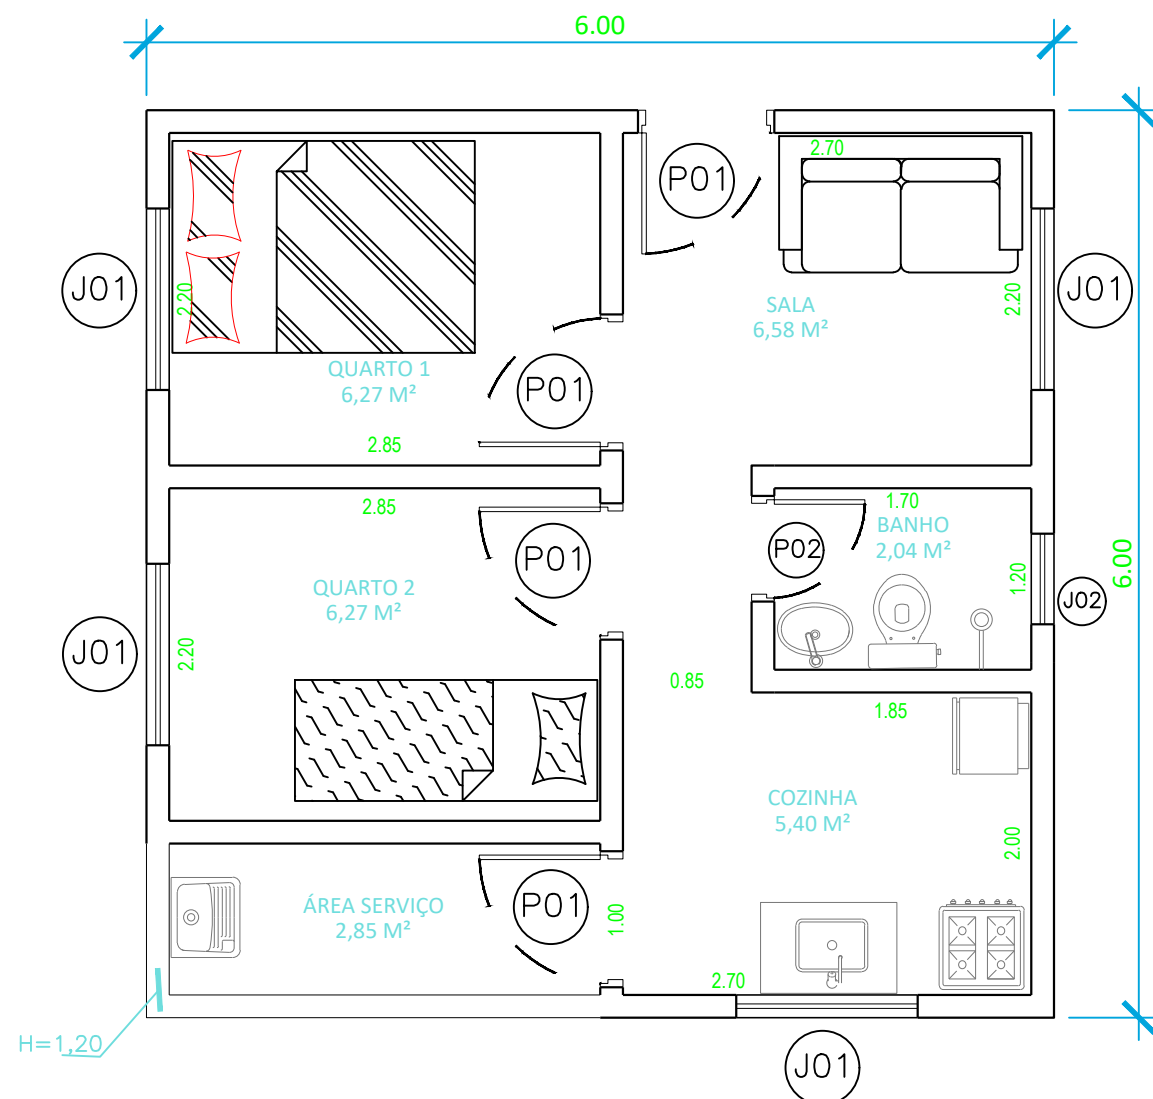 6.00
P01
2.70
J01
2.20
SALA
6,58 M²
2.20
J01
QUARTO 1
6,27 M²
P01
2.85
2.85
P01
1.70
BANHO
2,04 M²
P02
1.20
J02
6.00
QUARTO 2
6,27 M²
J01
2.20
0.85
1.85
COZINHA
5,40 M²
2.00
ÁREA SERVIÇO
2,85 M²
P01
1.00
2.70
H=1,20
J01